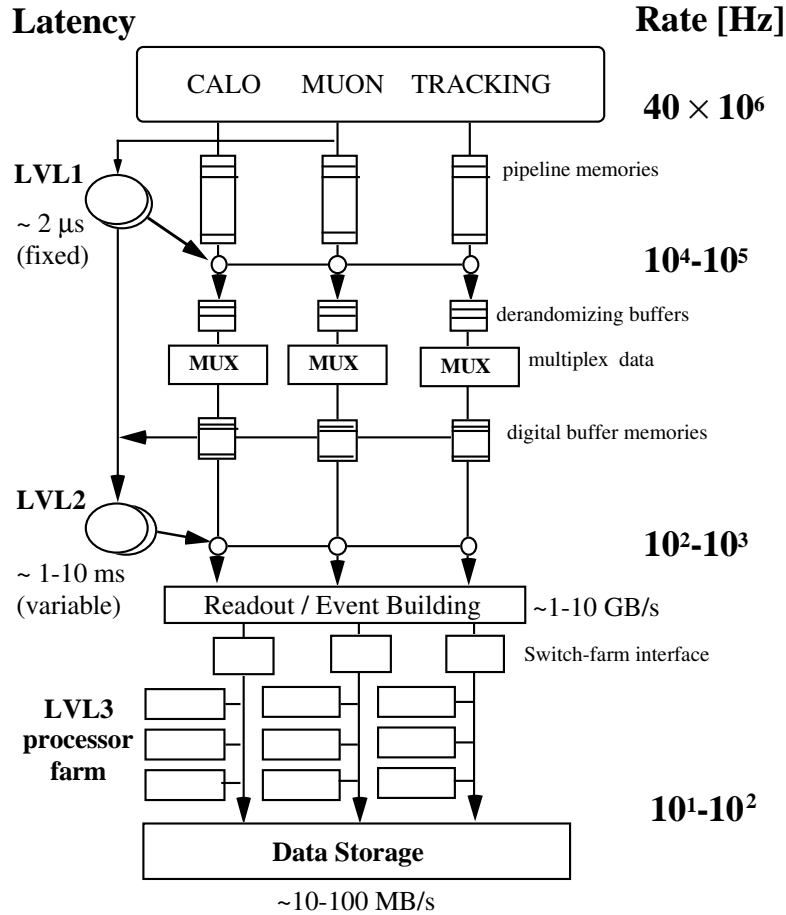 Latency
Rate [Hz]
CALO MUON TRACKING
40 × 10⁶
LVL1
pipeline memories
~ 2 μs
(fixed)
10⁴-10⁵
derandomizing buffers
MUX MUX MUX
multiplex data
digital buffer memories
LVL2
10²-10³
~ 1-10 ms
(variable)
Readout / Event Building
~1-10 GB/s
Switch-farm interface
LVL3
processor
farm
10¹-10²
Data Storage
~10-100 MB/s